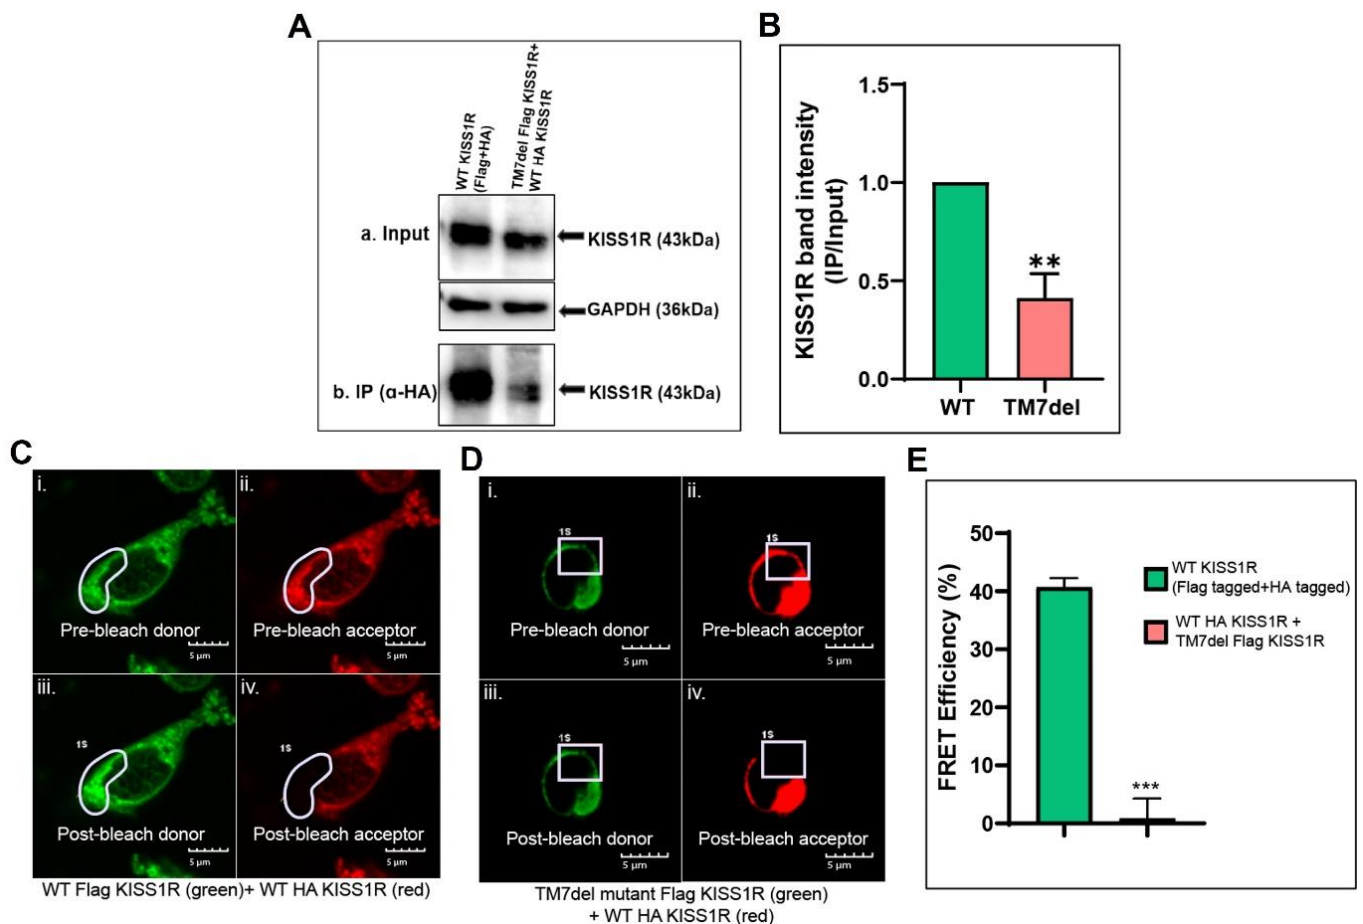 A
WT KISS1R
(Flag+HA)
TM7del Flag KISS1R+
WT HA KISS1R
a. Input
KISS1R (43kDa)
GAPDH (36kDa)
b. IP (α-HA)
KISS1R (43kDa)
B
KISS1R band intensity
(IP/Input)
1.5
1.0
0.5
0.0
**
WT
TM7del
C
i.
ii.
Pre-bleach donor
5 µm
Pre-bleach acceptor
5 µm
iii.
iv.
1S
1S
Post-bleach donor
5 µm
Post-bleach acceptor
5 µm
WT Flag KISS1R (green)+ WT HA KISS1R (red)
D
i.
ii.
1S
1S
Pre-bleach donor
5 µm
Pre-bleach acceptor
5 µm
iii.
iv.
1S
1S
Post-bleach donor
5 µm
Post-bleach acceptor
5 µm
TM7del mutant Flag KISS1R (green)
+ WT HA KISS1R (red)
E
FRET Efficiency (%)
50
40
30
20
10
0
***
WT KISS1R
(Flag tagged+HA tagged)
WT HA KISS1R +
TM7del Flag KISS1R